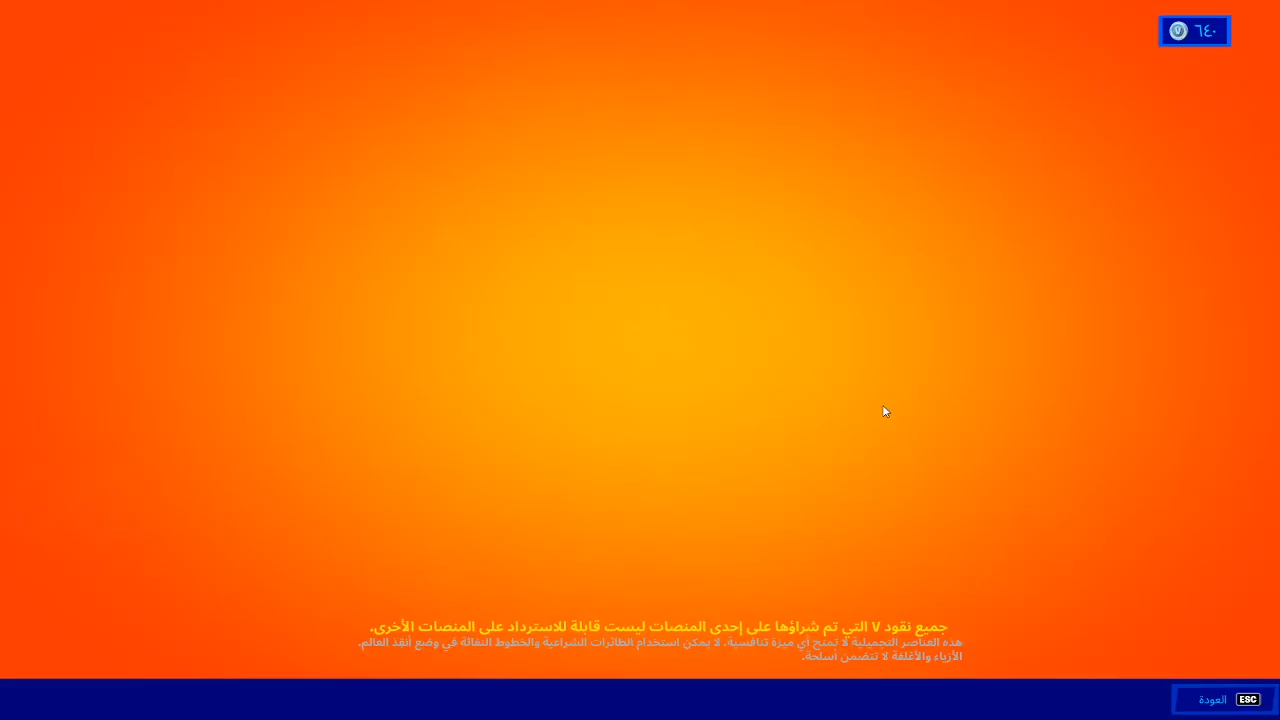 ٦٤٠
جميع نقود V التي تم شراؤها على إحدى المنصات ليست قابلة للاسترداد على المنصات الأخرى.
هذه العناصر التجميلية لا تمنح أي ميزة تنافسية. لا يمكن استخدام الطائرات الشراعية والخطوط النفاثة في وضع أنقِذ العالم.
الأزياء والأغلفة لا تتضمن أسلحة.
ESC العودة